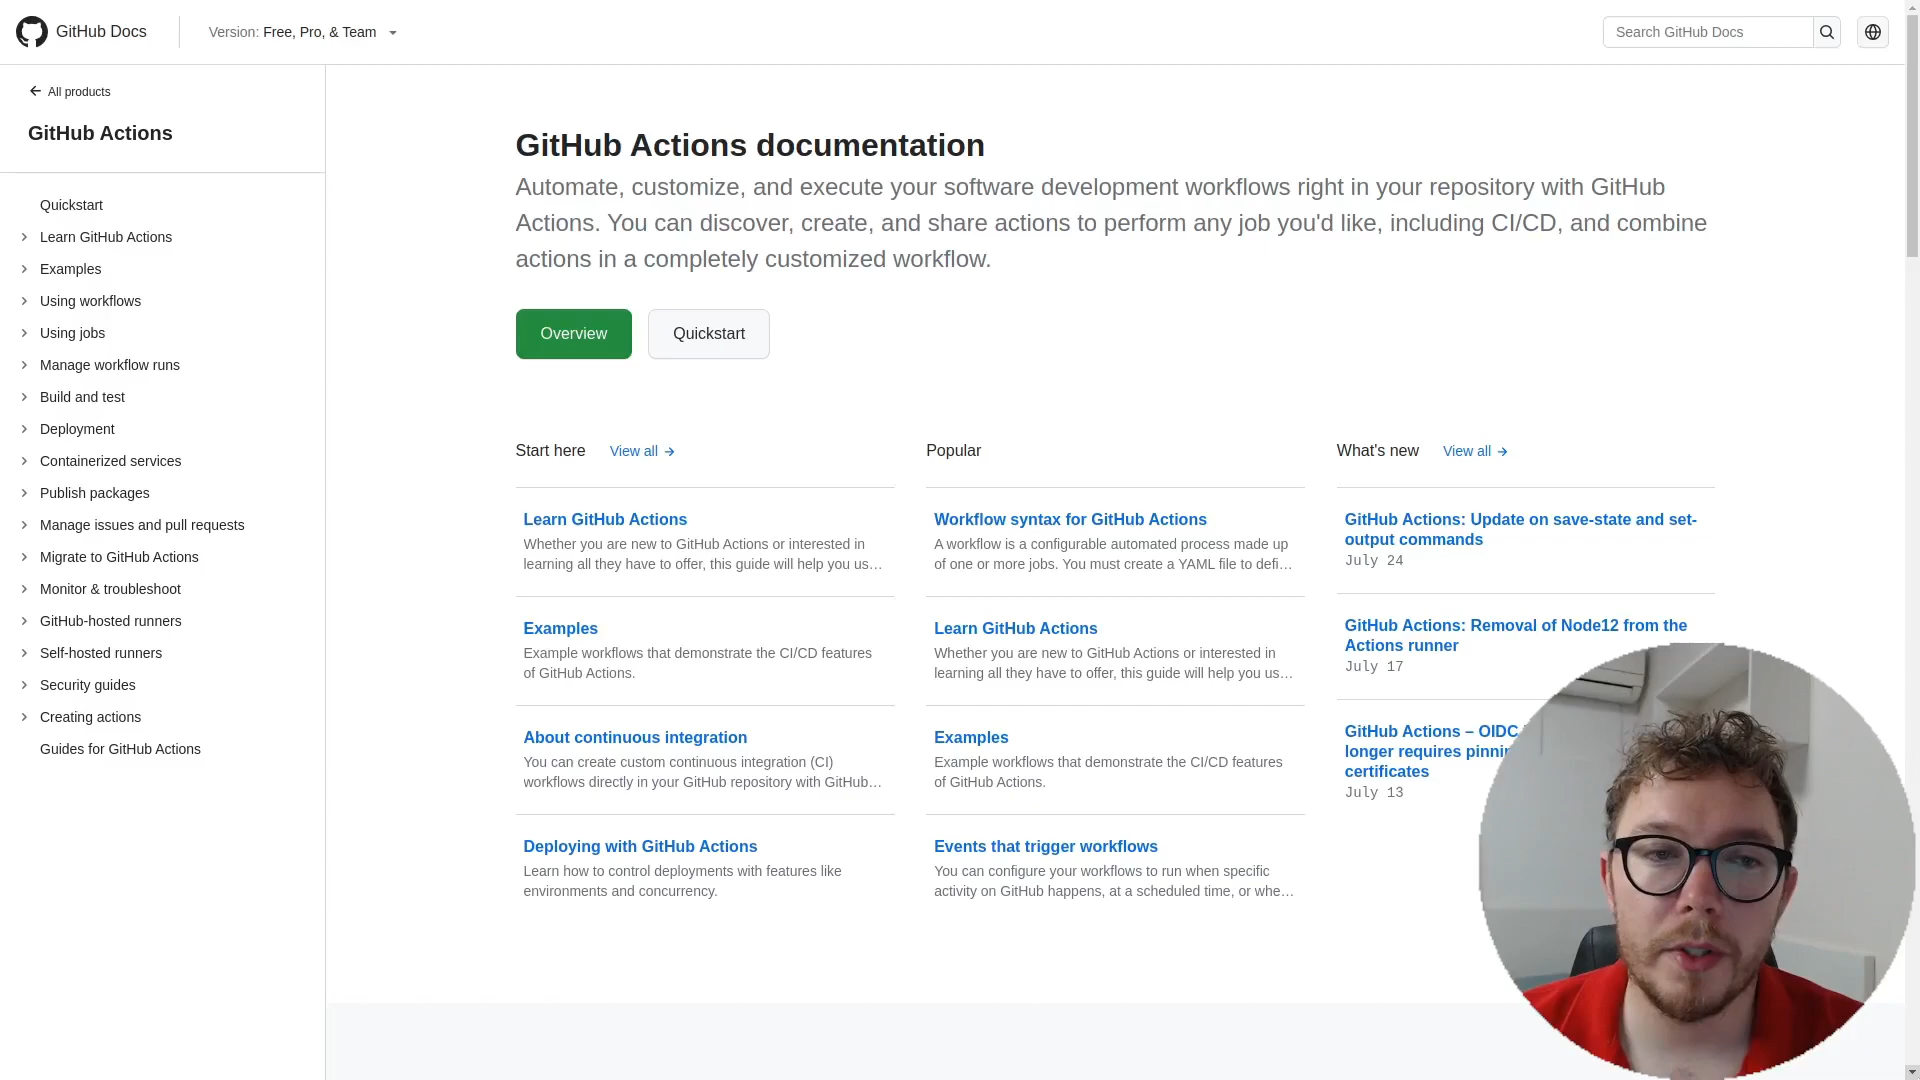 GitHub Docs
Version: Free, Pro, & Team
Search GitHub Docs
All products
GitHub Actions
Quickstart
Learn GitHub Actions
Examples
Using workflows
Using jobs
Manage workflow runs
Build and test
Deployment
Containerized services
Publish packages
Manage issues and pull requests
Migrate to GitHub Actions
Monitor & troubleshoot
GitHub-hosted runners
Self-hosted runners
Security guides
Creating actions
Guides for GitHub Actions
GitHub Actions documentation
Automate, customize, and execute your software development workflows right in your repository with GitHub
Actions. You can discover, create, and share actions to perform any job you'd like, including CI/CD, and combine
actions in a completely customized workflow.
Overview
Quickstart
Start here
View all
Learn GitHub Actions
Whether you are new to GitHub Actions or interested in
learning all they have to offer, this guide will help you us…
Examples
Example workflows that demonstrate the CI/CD features
of GitHub Actions.
About continuous integration
You can create custom continuous integration (CI)
workflows directly in your GitHub repository with GitHub…
Deploying with GitHub Actions
Learn how to control deployments with features like
environments and concurrency.
Popular
Workflow syntax for GitHub Actions
A workflow is a configurable automated process made up
of one or more jobs. You must create a YAML file to defi…
Learn GitHub Actions
Whether you are new to GitHub Actions or interested in
learning all they have to offer, this guide will help you us…
Examples
Example workflows that demonstrate the CI/CD features
of GitHub Actions.
Events that trigger workflows
You can configure your workflows to run when specific
activity on GitHub happens, at a scheduled time, or whe…
What's new
View all
GitHub Actions: Update on save-state and set-
output commands
July 24
GitHub Actions: Removal of Node12 from the
Actions runner
July 17
GitHub Actions – OIDC
longer requires
certificates
July 13